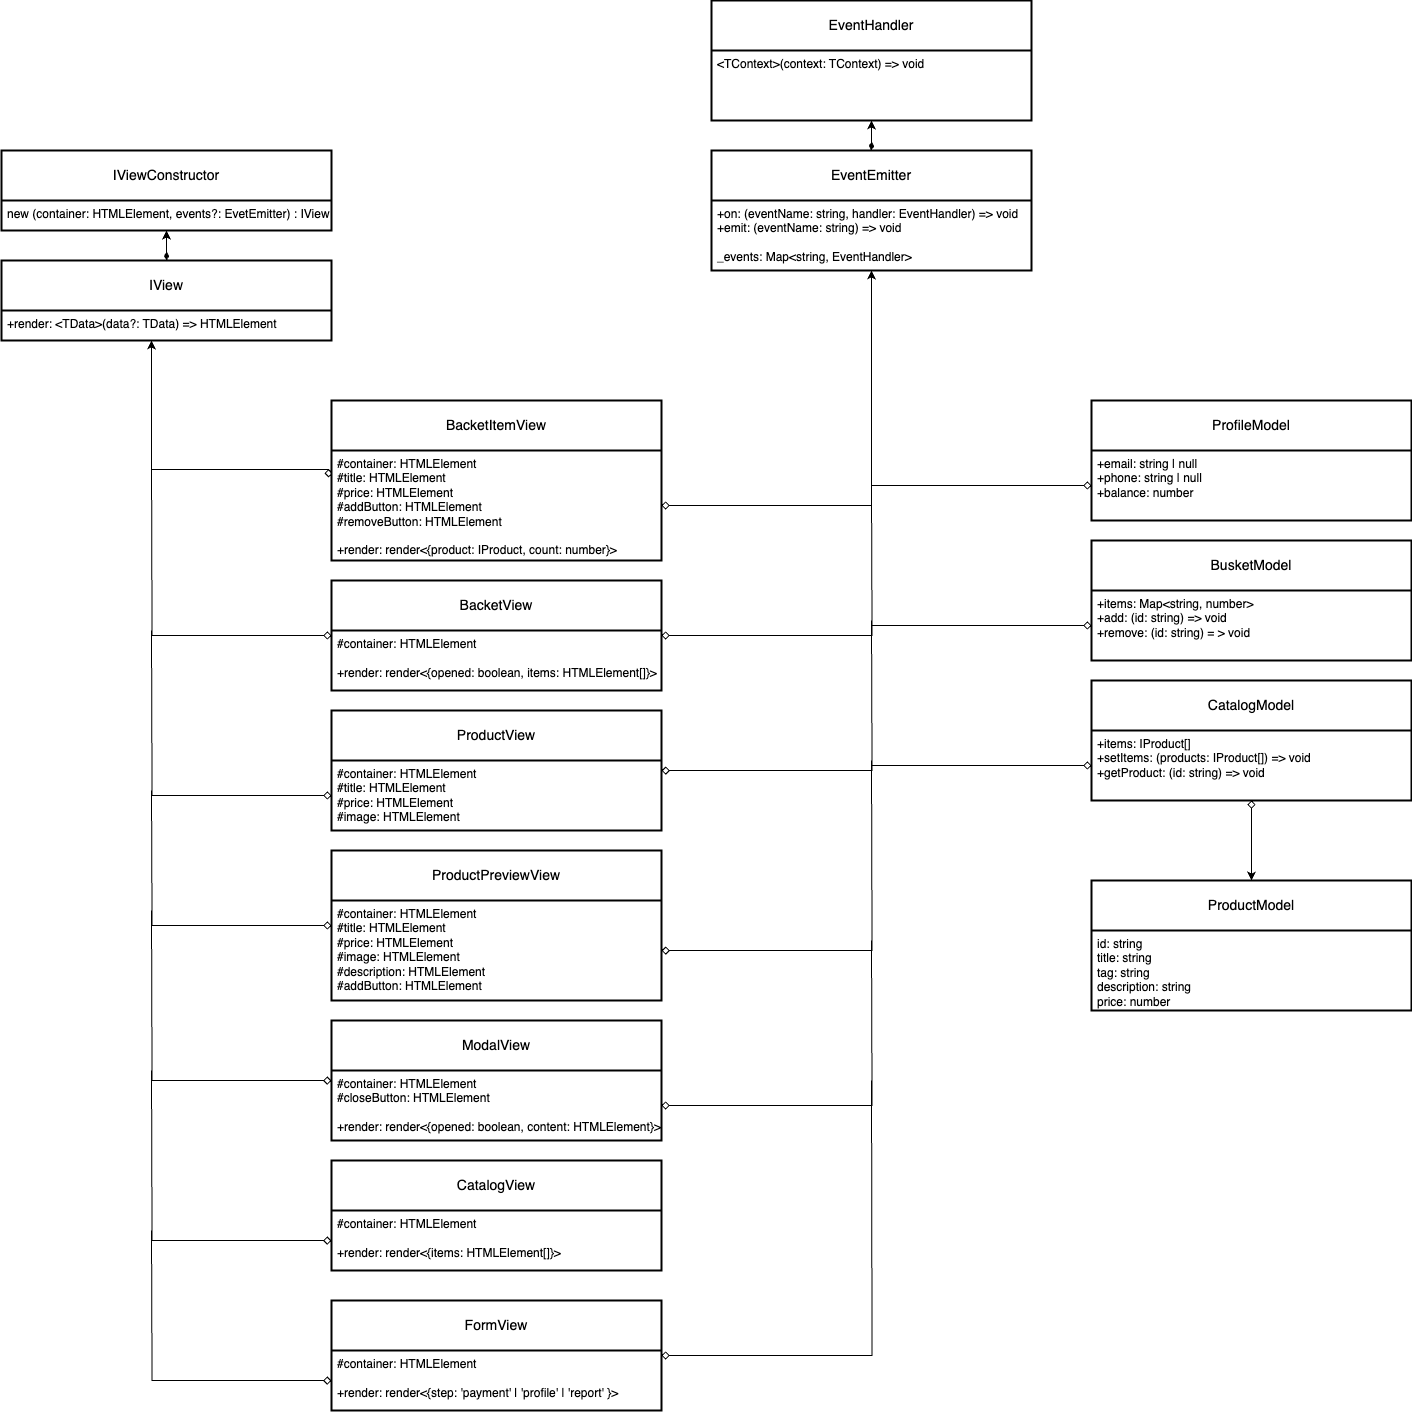 EventHandler
<TContext>(context: TContext) => void
IViewConstructor
new (container: HTMLElement, events?: EvetEmitter) : IView
EventEmitter
+on: (eventName: string, handler: EventHandler) => void
+emit: (eventName: string) => void
_events: Map<string, EventHandler>
IView
+render: <TData>(data?: TData) => HTMLElement
BacketItemView
#container: HTMLElement
#title: HTMLElement
#price: HTMLElement
#addButton: HTMLElement
#removeButton: HTMLElement
+render: render<{product: IProduct, count: number}>
BacketView
#container: HTMLElement
+render: render<{opened: boolean, items: HTMLElement[]}>
ProductView
#container: HTMLElement
#title: HTMLElement
#price: HTMLElement
#image: HTMLElement
ProductPreviewView
#container: HTMLElement
#title: HTMLElement
#price: HTMLElement
#image: HTMLElement
#description: HTMLElement
#addButton: HTMLElement
ModalView
#container: HTMLElement
#closeButton: HTMLElement
+render: render<{opened: boolean, content: HTMLElement}>
CatalogView
#container: HTMLElement
+render: render<{items: HTMLElement[]}>
FormView
#container: HTMLElement
+render: render<{step: 'payment' | 'profile' | 'report' }>
ProfileModel
+email: string | null
+phone: string | null
+balance: number
BusketModel
+items: Map<string, number>
+add: (id: string) => void
+remove: (id: string) = > void
CatalogModel
+items: IProduct[]
+setItems: (products: IProduct[]) => void
+getProduct: (id: string) => void
ProductModel
id: string
title: string
tag: string
description: string
price: number